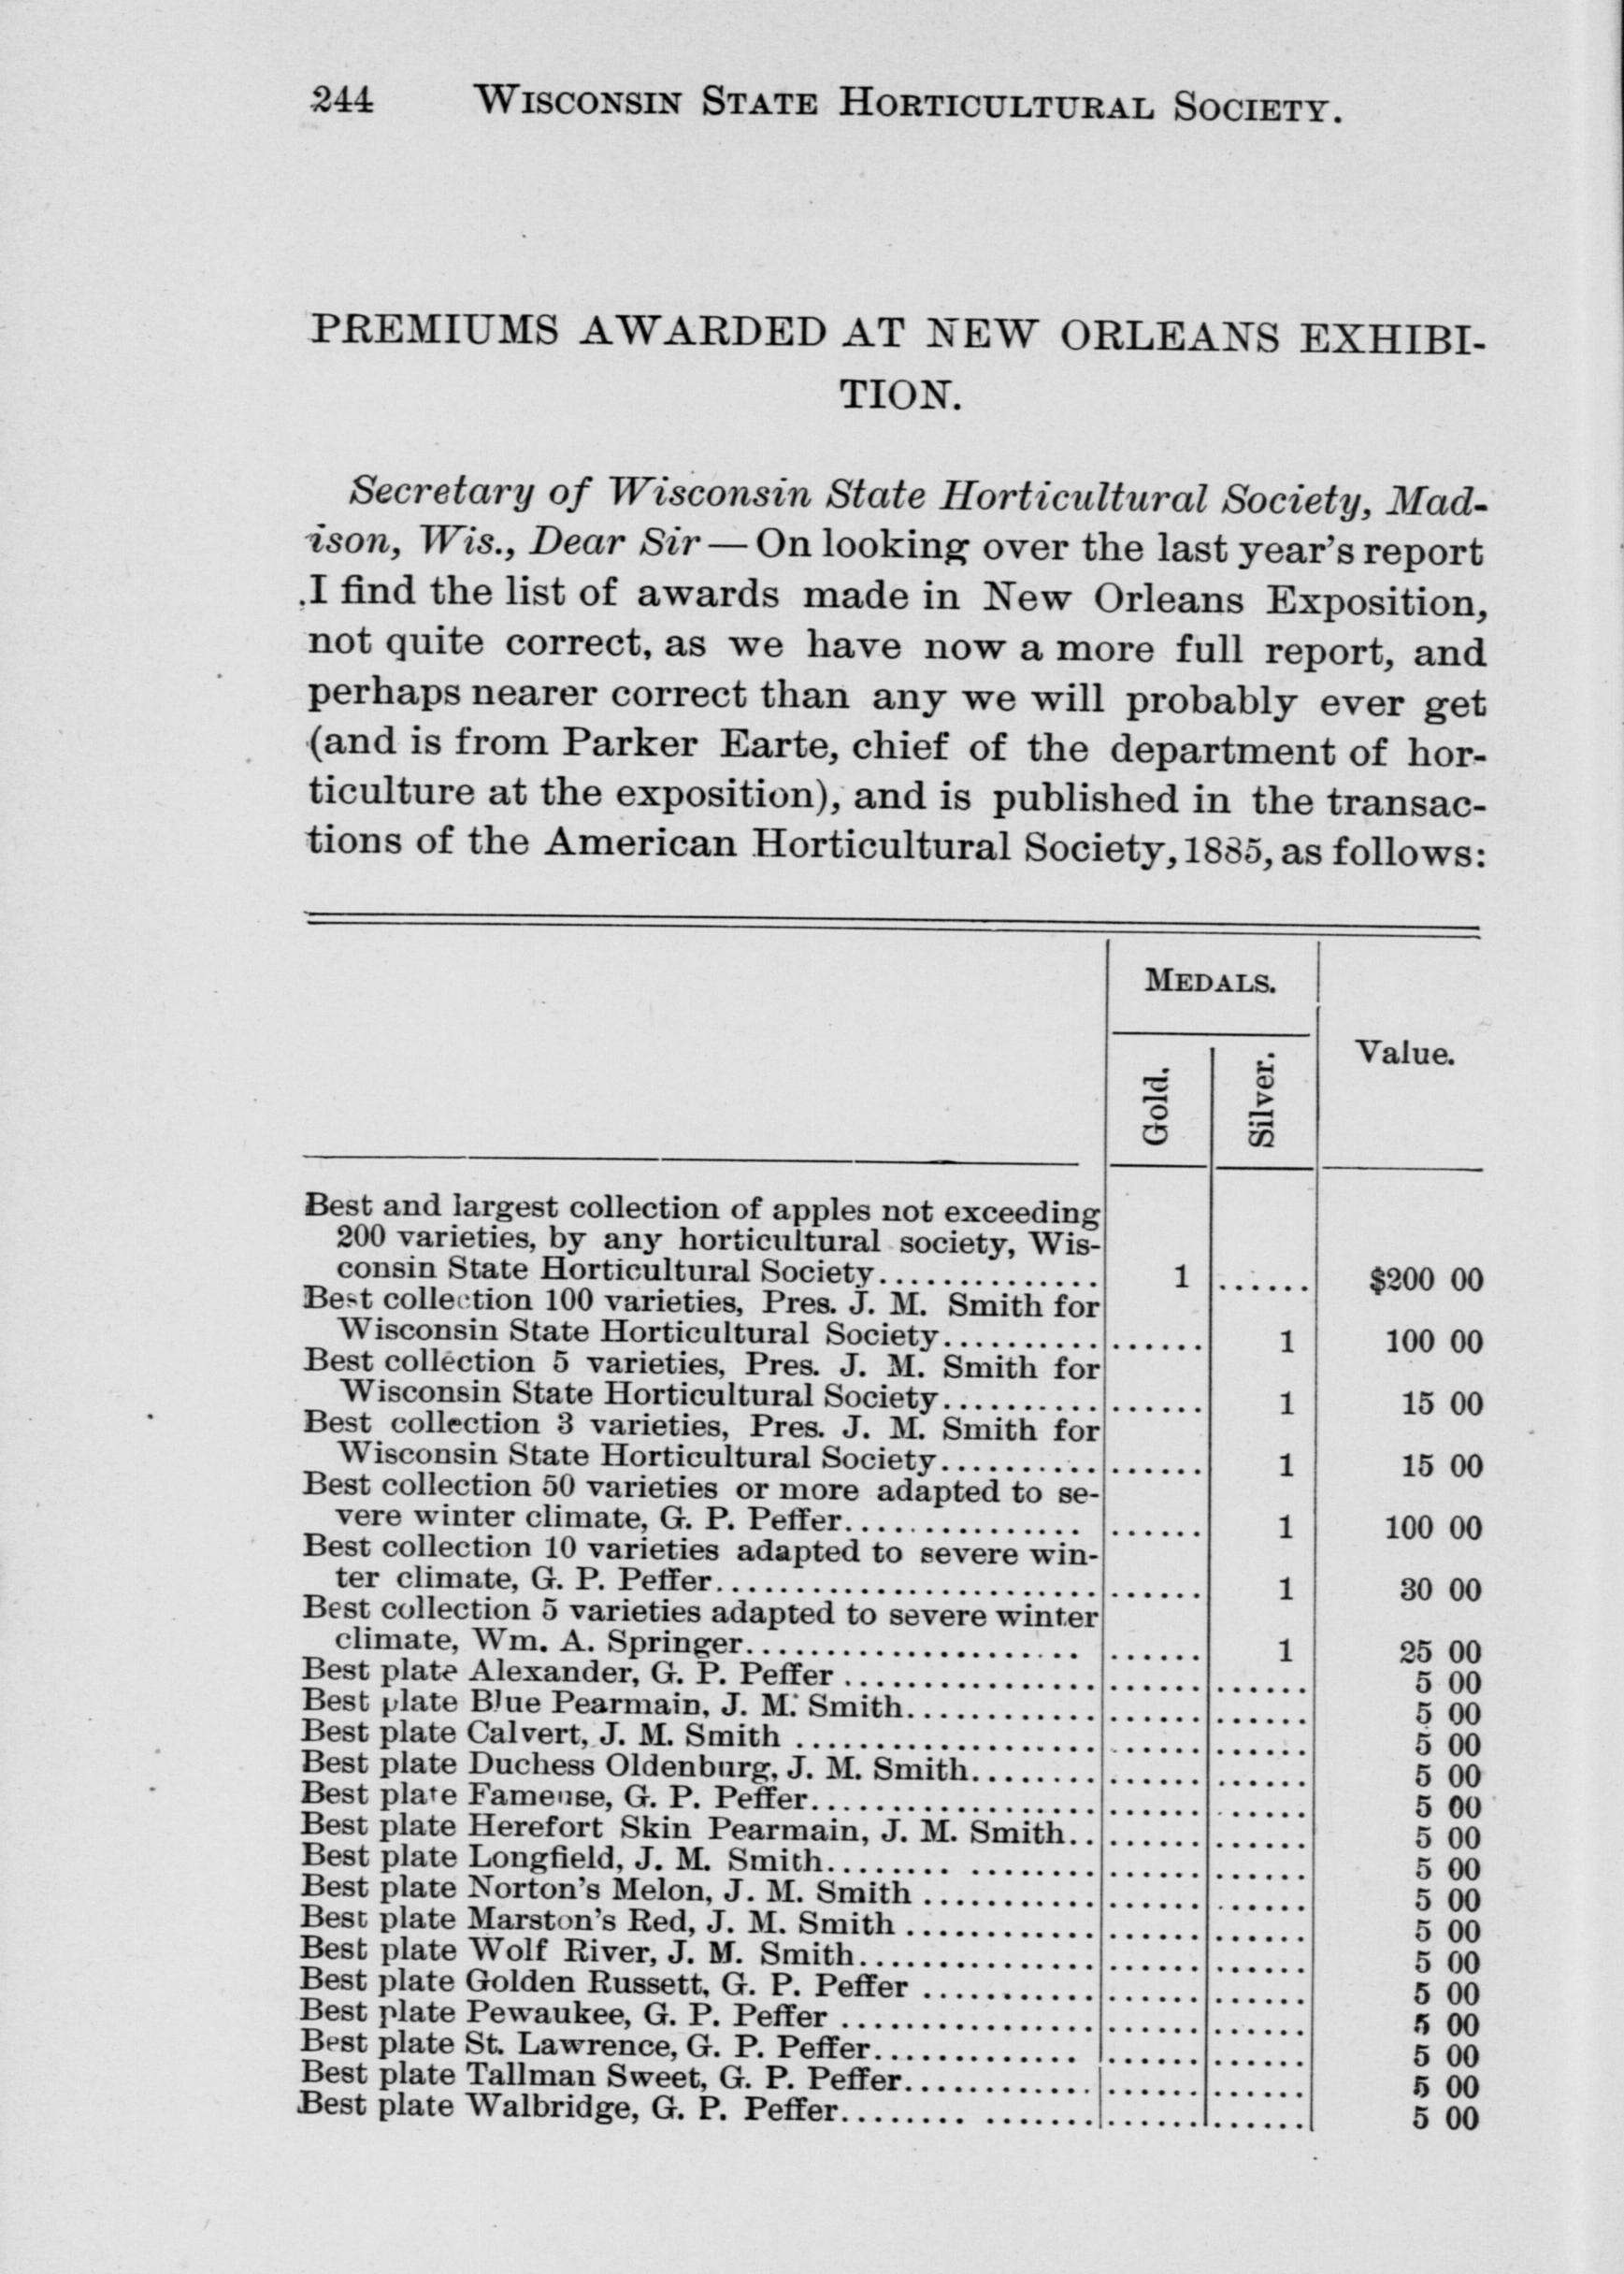 244 WISCONSIN STATE HORTICULTURAL SOCIETY.
PREMIUMS AWARDED AT NEW ORLEANS EXHIBI-
TION.
Secretary of Wisconsin State Horticultural Society, Mad-
ison, Wis., Dear Sir — On looking over the last year's report
I find the list of awards made in New Orleans Exposition,
not quite correct, as we have now a more full report, and
perhaps nearer correct than any we will probably ever get
(and is from Parker Earte, chief of the department of hor-
ticulture at the exposition), and is published in the transac-
tions of the American Horticultural Society, 1885, as follows:
MEDALS.
Value.
Gold.
Silver.
Best and largest collection of apples not exceeding
200 varieties, by any horticultural society, Wis-
consin State Horticultural Society............... 1 ...... $200 00
Best collection 100 varieties, Pres. J. M. Smith for
Wisconsin State Horticultural Society.......... ...... 1 100 00
Best collection 5 varieties, Pres. J. M. Smith for
Wisconsin State Horticultural Society.......... ...... 1 15 00
Best collection 3 varieties, Pres. J. M. Smith for
Wisconsin State Horticultural Society.......... ...... 1 15 00
Best collection 50 varieties or more adapted to se-
vere winter climate, G. P. Peffer............... ...... 1 100 00
Best collection 10 varieties adapted to severe win-
ter climate, G. P. Peffer........................ ...... 1 30 00
Best collection 5 varieties adapted to severe winter
climate, Wm. A. Springer..................... ...... 1 25 00
Best plate Alexander, G. P. Peffer ................ ...... ...... 5 00
Best plate Blue Pearmain, J. M. Smith............ ...... ...... 5 00
Best plate Calvert, J. M. Smith ................... ...... ...... 5 00
Best plate Duchess Oldenburg, J. M. Smith........ ...... ...... 5 00
Best plate Fameuse, G. P. Peffer.................. ...... ...... 5 00
Best plate Herefort Skin Pearmain, J. M. Smith.. ...... ...... 5 00
Best plate Longfield, J. M. Smith........ ........ ...... ...... 5 00
Best plate Norton's Melon, J. M. Smith ........... ...... ...... 5 00
Best plate Marston's Red, J. M. Smith ............ ...... ...... 5 00
Best plate Wolf River, J. M. Smith............... ...... ...... 5 00
Best plate Golden Russett, G. P. Peffer ........... ...... ...... 5 00
Best plate Pewaukee, G. P. Peffer ................ ...... ...... 5 00
Best plate St. Lawrence, G. P. Peffer............. ...... ...... 5 00
Best plate Tallman Sweet, G. P. Peffer............ ...... ...... 5 00
Best plate Walbridge, G. P. Peffer........ ....... ...... ...... 5 00